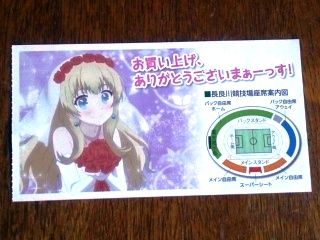 お買い上げ、
ありがとうございまぁーっす!
■長良川競技場座席案内図
バック自由席
ホーム
バック自由席
アウェイ
バックスタンド
メインスタンド
メイン自由席
メイン自由席
スーパーシート